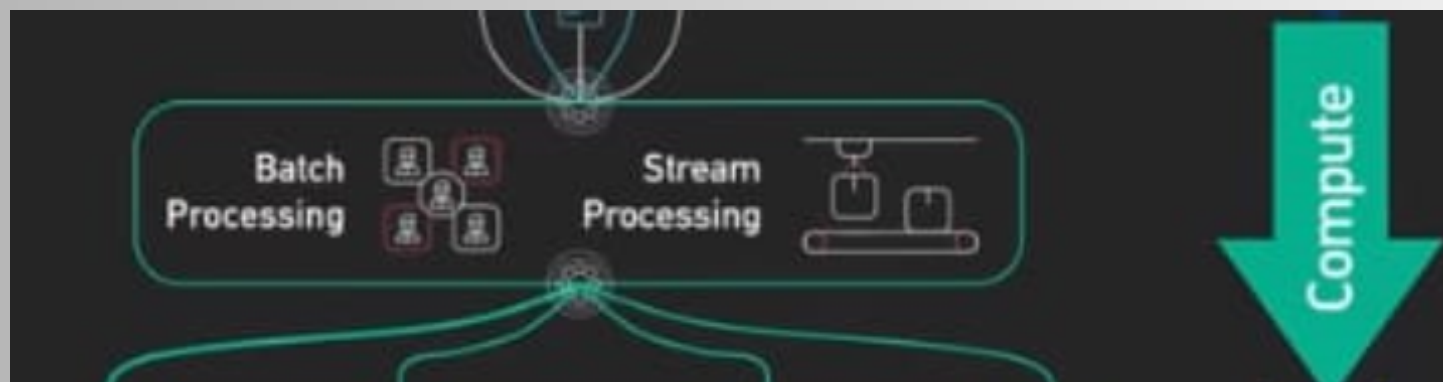 Batch
Processing
Stream
Processing
Compute